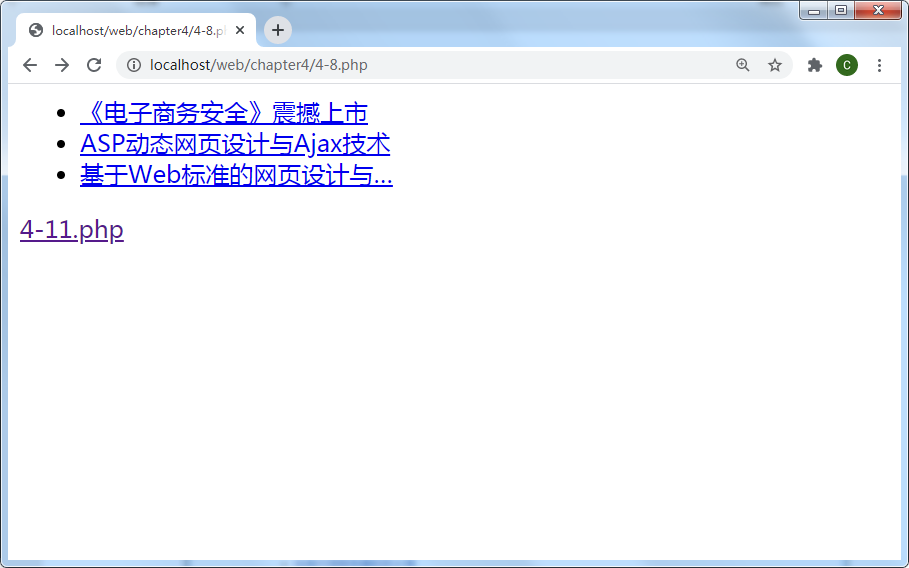 localhost/web/chapter4/4-8.ph
localhost/web/chapter4/4-8.php
C
《电子商务安全》震撼上市
ASP动态网页设计与Ajax技术
基于Web标准的网页设计与...
4-11.php